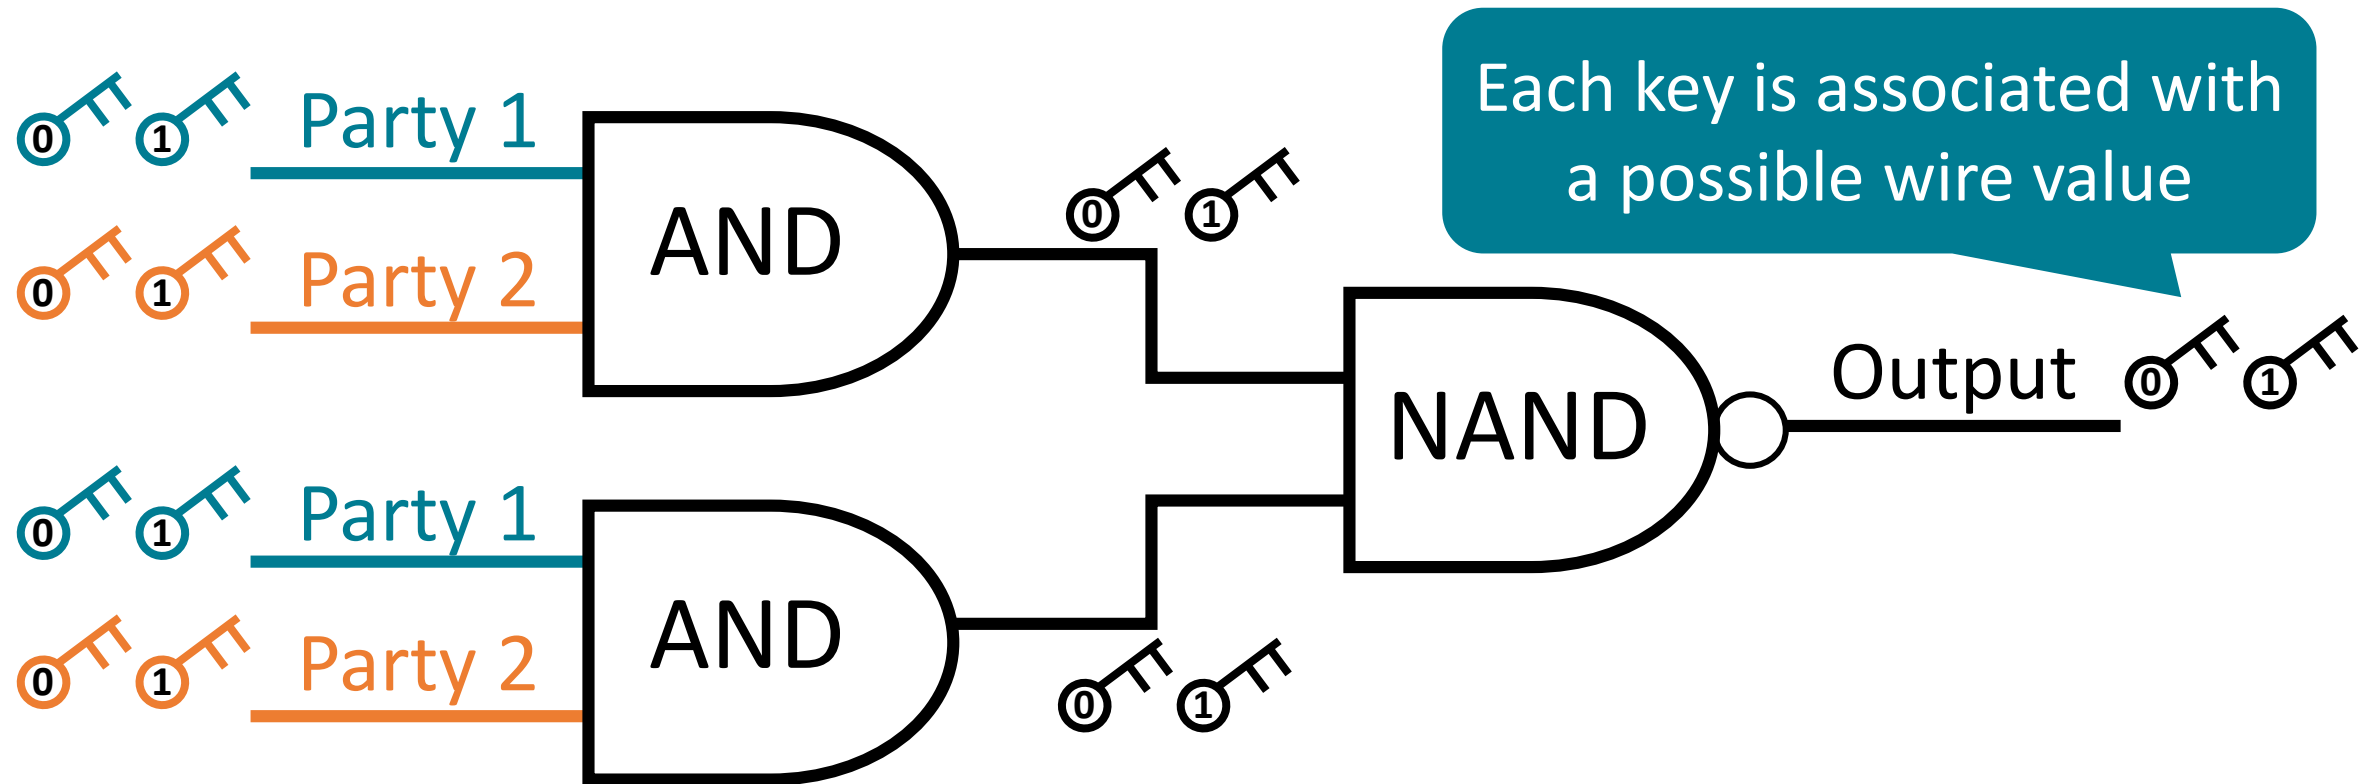 Each key is associated with
a possible wire value
0 1 Party 1
0 1 Party 2
AND
0 1
NAND
Output 0 1
0 1 Party 1
0 1 Party 2
AND
0 1